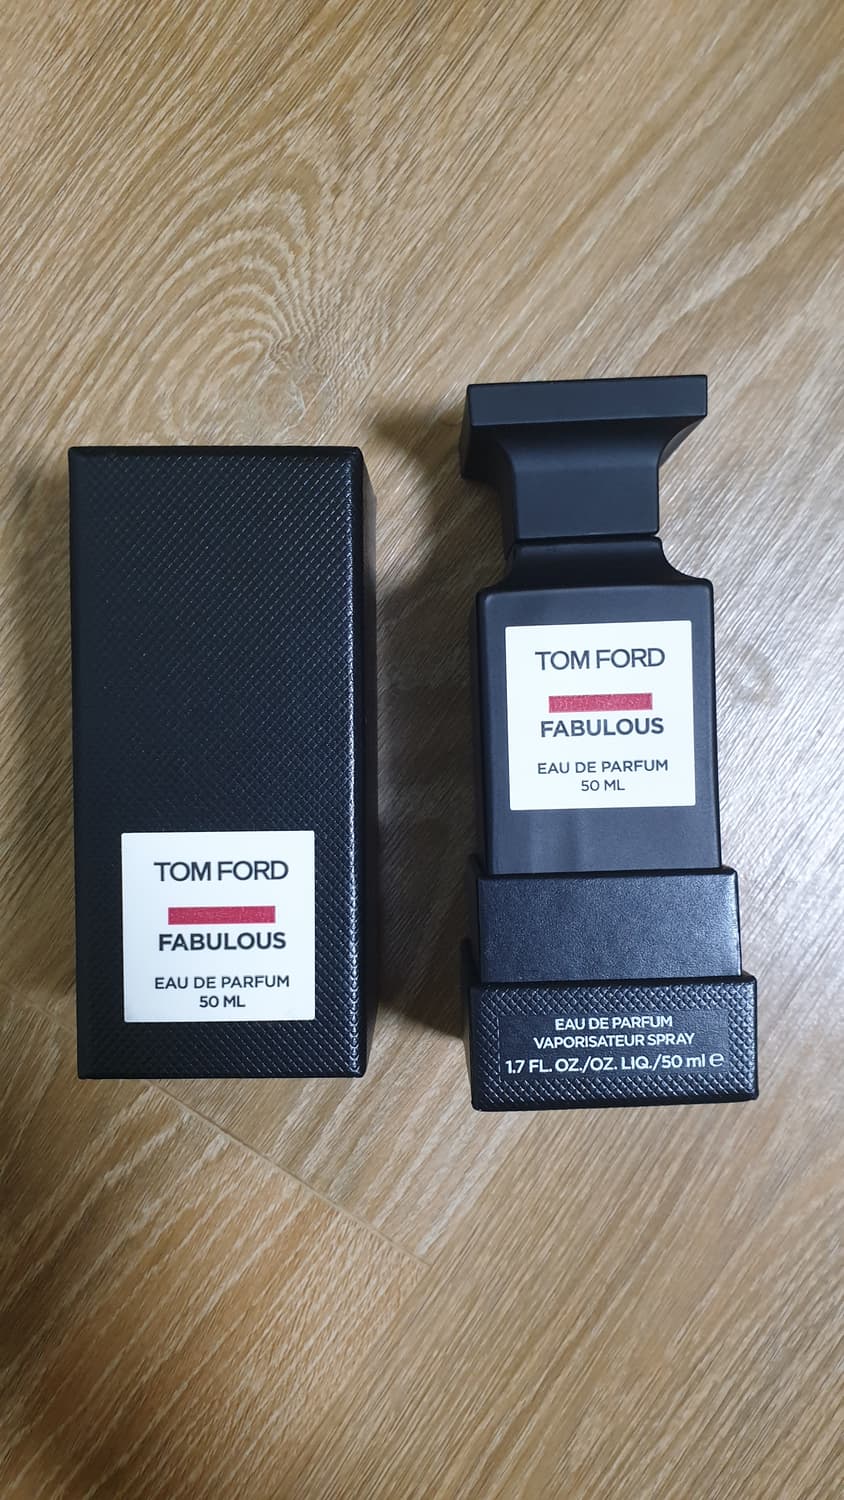 TOM FORD
FABULOUS
EAU DE PARFUM
50 ML
TOM FORD
FABULOUS
EAU DE PARFUM
50 ML
EAU DE PARFUM
VAPORISATEUR SPRAY
1.7 FL. OZ./OZ. LIQ./50 ml ℮